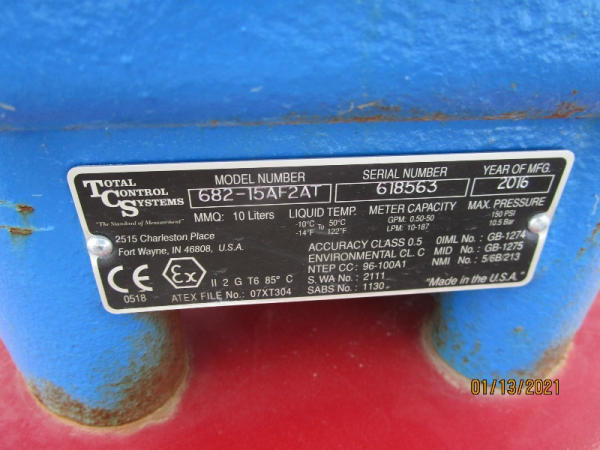 TOTAL CONTROL SYSTEMS
"The Standard of Measurement"
2515 Charleston Place
Fort Wayne, IN 46808, U.S.A.
MODEL NUMBER
682-15AF2AT
SERIAL NUMBER
618563
YEAR OF MFG.
2016
MMQ: 10 Liters
LIQUID TEMP.
-10°C To 50°C
-14°F 122°F
METER CAPACITY
GPM: 0.50-50
LPM: 10-187
MAX. PRESSURE
150 PSI
10.5 Bar
CE
0518
Ex
II 2 G T6 85° C
ATEX FILE No.: 07XT304
ACCURACY CLASS 0.5
ENVIRONMENTAL CL. C
NTEP CC: 96-100A1
S. WA No.: 2111
SABS No.: 1130
OIML No.: GB-1274
MID No.: GB-1275
NMI No.: 5/6B/213
"Made in the U.S.A."
01/13/2021